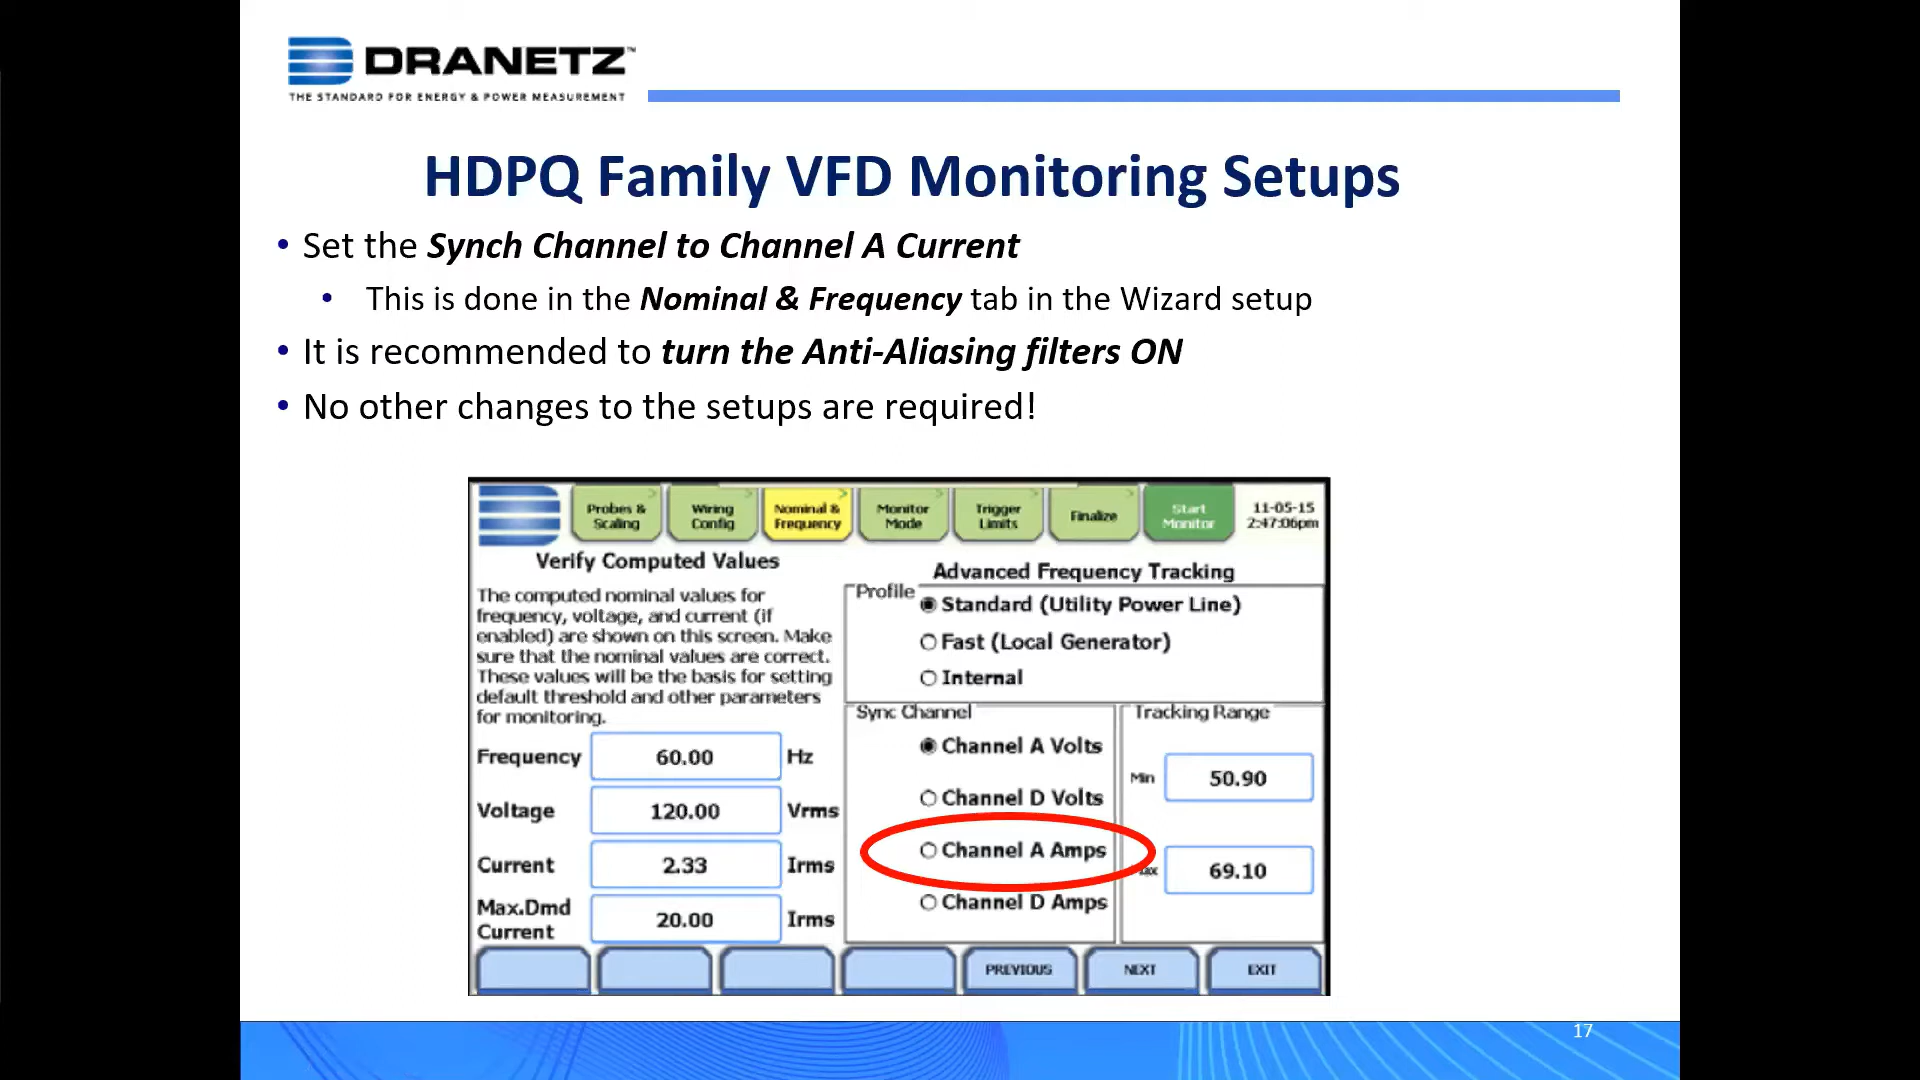 DRANETZ™
THE STANDARD FOR ENERGY & POWER MEASUREMENT
HDPQ Family VFD Monitoring Setups
• Set the Synch Channel to Channel A Current
• This is done in the Nominal & Frequency tab in the Wizard setup
• It is recommended to turn the Anti-Aliasing filters ON
• No other changes to the setups are required!
Probes & Scaling
Wiring Config
Nominal & Frequency
Monitor Mode
Trigger Limits
Finalize
Start Monitor
11-05-15
2:47:06pm
Verify Computed Values
The computed nominal values for
frequency, voltage, and current (if
enabled) are shown on this screen. Make
sure that the nominal values are correct.
These values will be the basis for setting
default threshold and other parameters
for monitoring.
Frequency 60.00 Hz
Voltage 120.00 Vrms
Current 2.33 Irms
Max.Dmd
Current 20.00 Irms
Advanced Frequency Tracking
Profile
Standard (Utility Power Line)
Fast (Local Generator)
Internal
Sync Channel
Channel A Volts
Channel D Volts
Channel A Amps
Channel D Amps
Tracking Range
Min 50.90
69.10
PREVIOUS
NEXT
EXIT
17